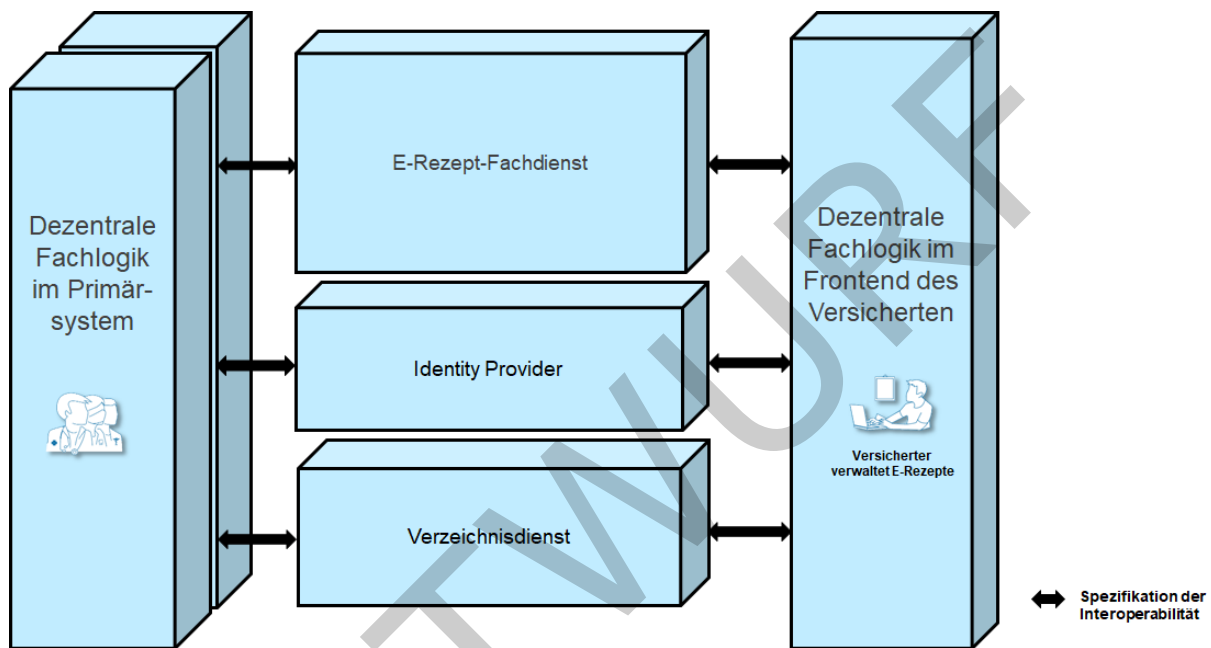 Dezentrale
Fachlogik
im Primär-
system
E-Rezept-Fachdienst
Identity Provider
Verzeichnisdienst
Dezentrale
Fachlogik im
Frontend des
Versicherten
Versicherter
verwaltet E-Rezepte
Spezifikation der
Interoperabilität
TWURF